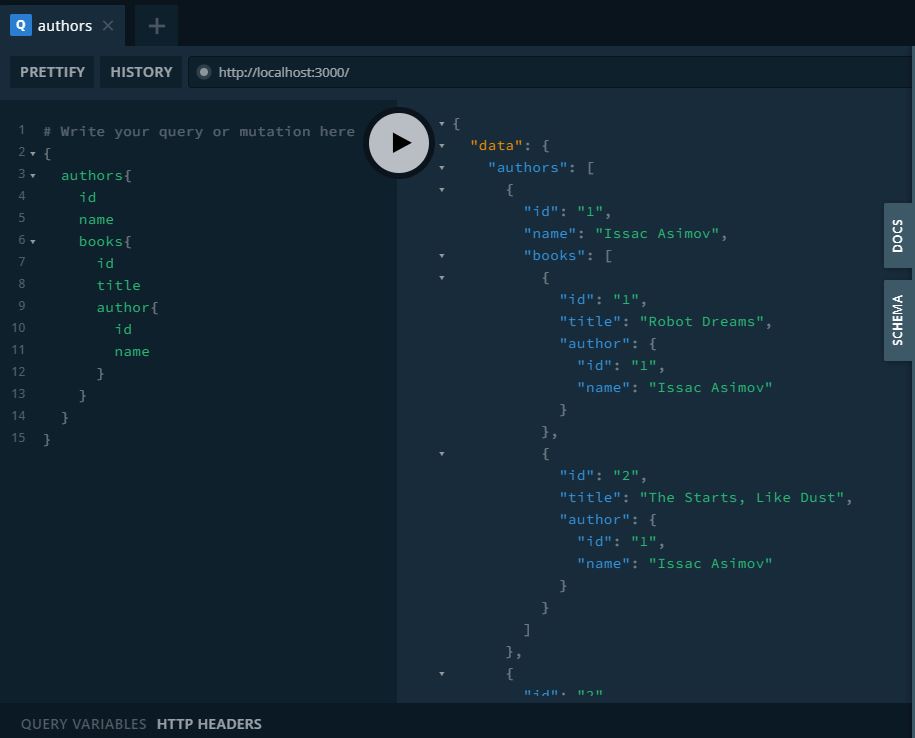 Q authors ×
+
PRETTIFY HISTORY http://localhost:3000/
1 # Write your query or mutation here
2 {
3 authors{
4 id
5 name
6 books{
7 id
8 title
9 author{
10 id
11 name
12 }
13 }
14 }
15 }
{
"data": {
"authors": [
{
"id": "1",
"name": "Issac Asimov",
"books": [
{
"id": "1",
"title": "Robot Dreams",
"author": {
"id": "1",
"name": "Issac Asimov"
}
},
{
"id": "2",
"title": "The Starts, Like Dust",
"author": {
"id": "1",
"name": "Issac Asimov"
}
}
]
},
{
"id": "2"
DOCS
SCHEMA
QUERY VARIABLES HTTP HEADERS